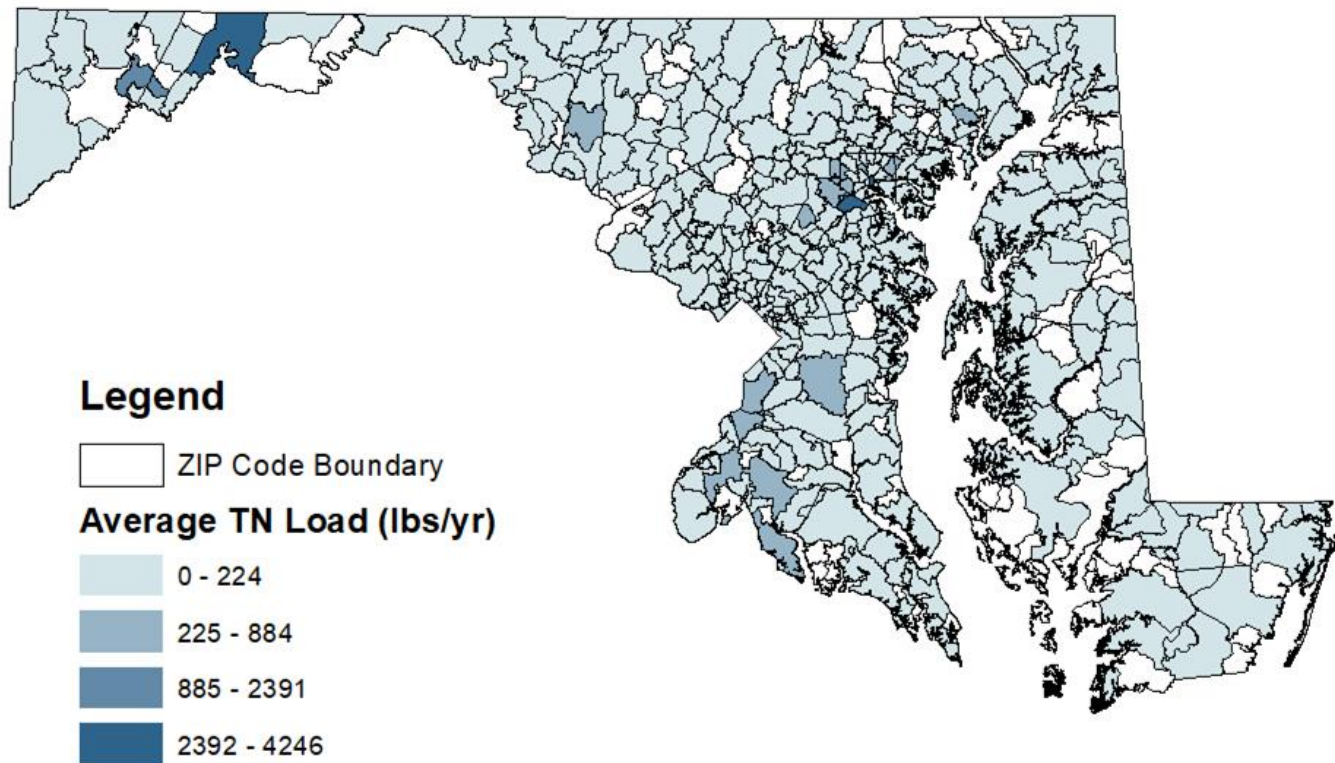 Legend
ZIP Code Boundary
Average TN Load (lbs/yr)
0 - 224
225 - 884
885 - 2391
2392 - 4246